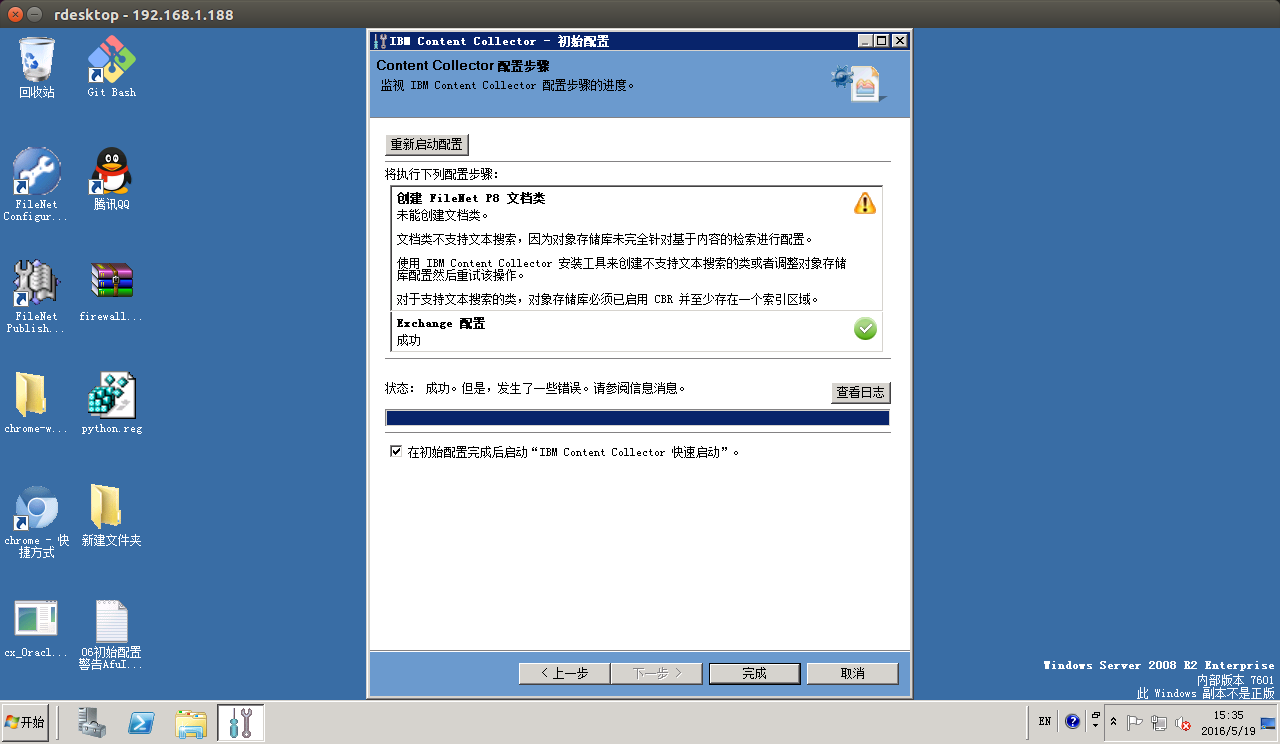 rdesktop - 192.168.1.188
回收站
Git Bash
FileNet
Configur...
腾讯QQ
FileNet
Publish...
firewall...
chrome-w...
python.reg
chrome - 快
捷方式
新建文件夹
cx_Oracl...
06初始配置
警告AfuI...
IBM Content Collector - 初始配置
Content Collector 配置步骤
监视 IBM Content Collector 配置步骤的进度。
重新启动配置
将执行下列配置步骤:
创建 FileNet P8 文档类
未能创建文档类。
文档类不支持文本搜索，因为对象存储库未完全针对基于内容的检索进行配置。
使用 IBM Content Collector 安装工具来创建不支持文本搜索的类或者调整对象存储
库配置然后重试该操作。
对于支持文本搜索的类，对象存储库必须已启用 CBR 并至少存在一个索引区域。
Exchange 配置
成功
状态: 成功。但是，发生了一些错误。请参阅信息消息。
查看日志
在初始配置完成后启动“IBM Content Collector 快速启动”。
< 上一步
下一步 >
完成
取消
Windows Server 2008 R2 Enterprise
内部版本 7601
此 Windows 副本不是正版
开始
EN
15:35
2016/5/19